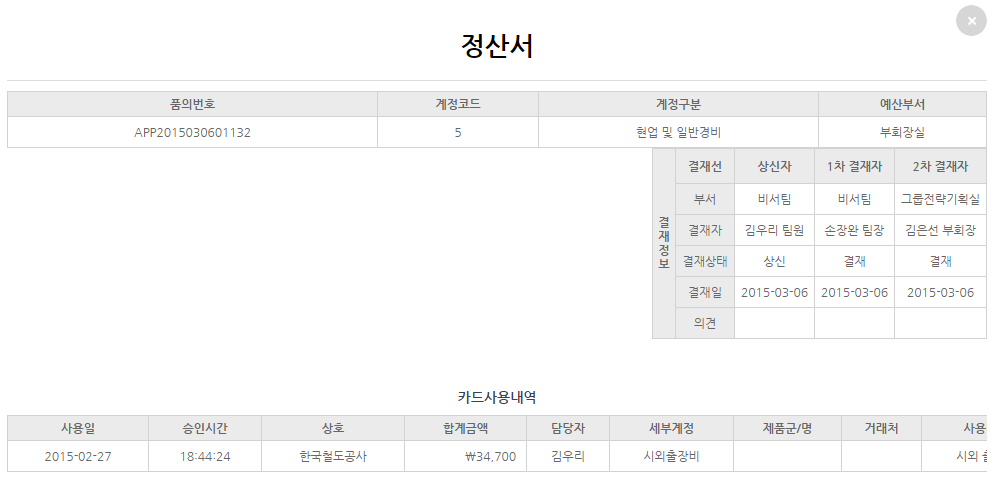 정산서
품의번호 계정코드 계정구분 예산부서
APP2015030601132 5 현업 및 일반경비 부회장실
결재정보
결재선 상신자 1차 결재자 2차 결재자
부서 비서팀 비서팀 그룹전략기획실
결재자 김우리 팀원 손장완 팀장 김은선 부회장
결재상태 상신 결재 결재
결재일 2015-03-06 2015-03-06 2015-03-06
의견
카드사용내역
사용일 승인시간 상호 합계금액 담당자 세부계정 제품군/명 거래처 사용
2015-02-27 18:44:24 한국철도공사 ₩34,700 김우리 시외출장비 시외